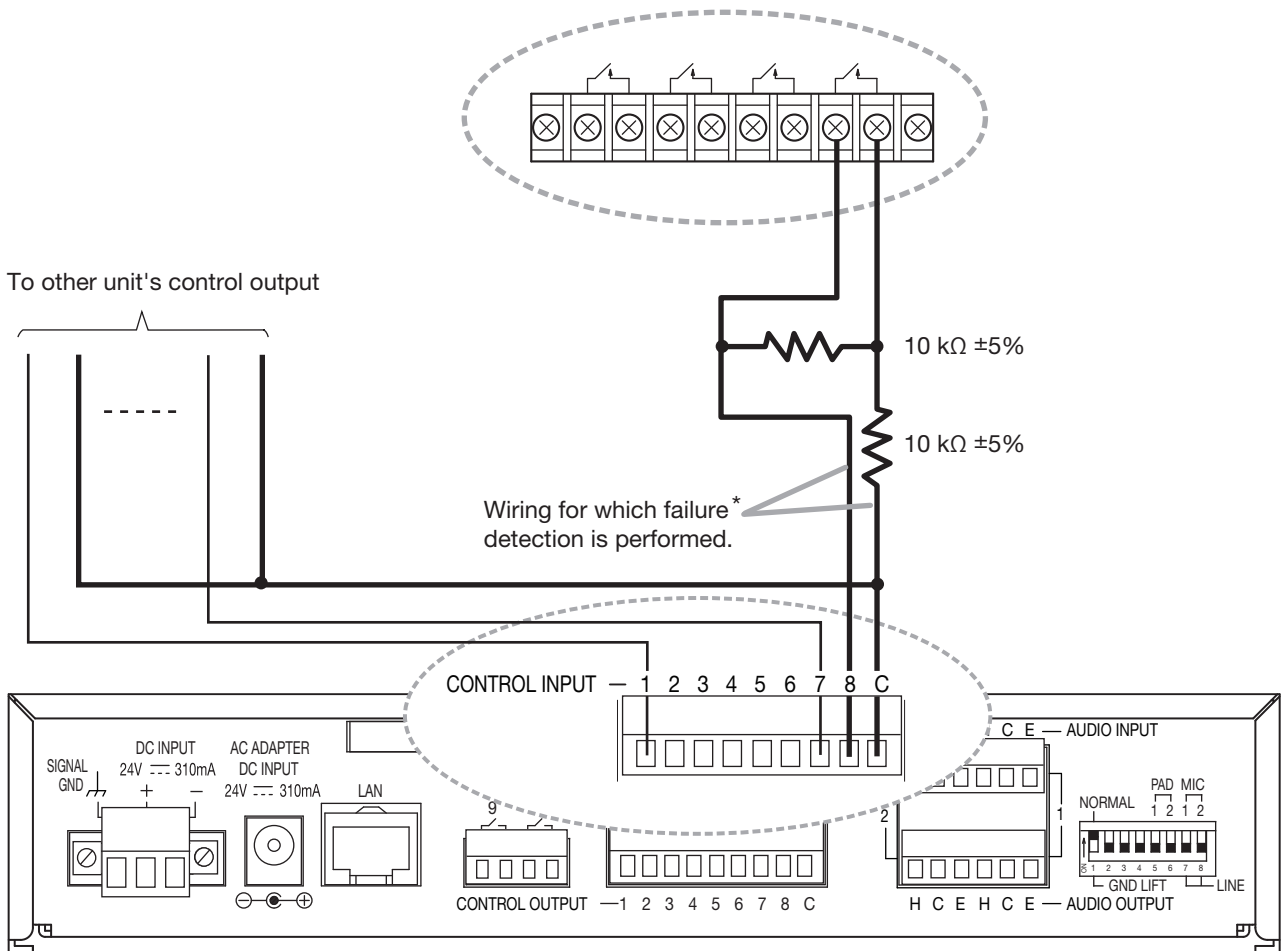 To other unit's control output
10 kΩ ±5%
10 kΩ ±5%
Wiring for which failure*
detection is performed.
CONTROL INPUT — 1 2 3 4 5 6 7 8 C
SIGNAL
GND
DC INPUT
24V 310mA
+ −
AC ADAPTER
DC INPUT
24V 310mA
LAN
9
CONTROL OUTPUT — 1 2 3 4 5 6 7 8 C
C E — AUDIO INPUT
2 1
H C E H C E — AUDIO OUTPUT
NORMAL
PAD MIC
1 2 1 2
ON
1 2 3 4 5 6 7 8
GND LIFT
LINE